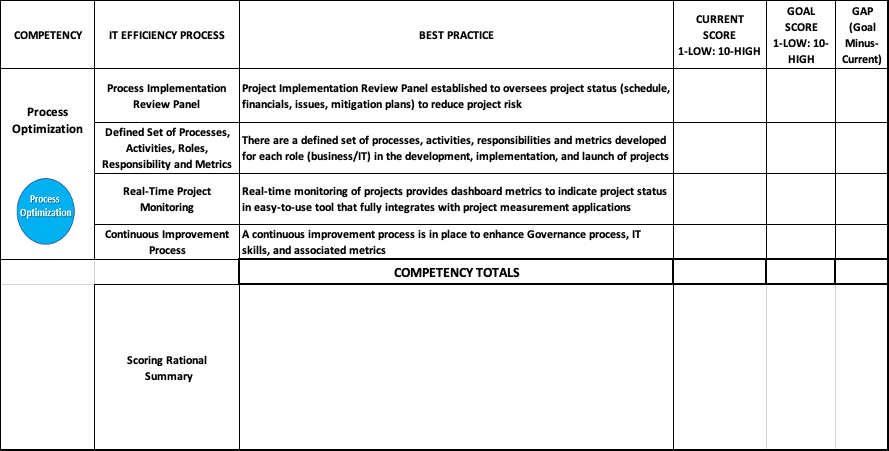 COMPETENCY
IT EFFICIENCY PROCESS
BEST PRACTICE
CURRENT
SCORE
1-LOW: 10-HIGH
GOAL
SCORE
1-LOW: 10-
HIGH
GAP
(Goal
Minus-
Current)
Process
Optimization
Process
Optimization
Process Implementation
Review Panel
Project Implementation Review Panel established to oversees project status (schedule,
financials, issues, mitigation plans) to reduce project risk
Defined Set of Processes,
Activities, Roles,
Responsibility and Metrics
There are a defined set of processes, activities, responsibilities and metrics developed
for each role (business/IT) in the development, implementation, and launch of projects
Real-Time Project
Monitoring
Real-time monitoring of projects provides dashboard metrics to indicate project status
in easy-to-use tool that fully integrates with project measurement applications
Continuous Improvement
Process
A continuous improvement process is in place to enhance Governance process, IT
skills, and associated metrics
COMPETENCY TOTALS
Scoring Rational
Summary